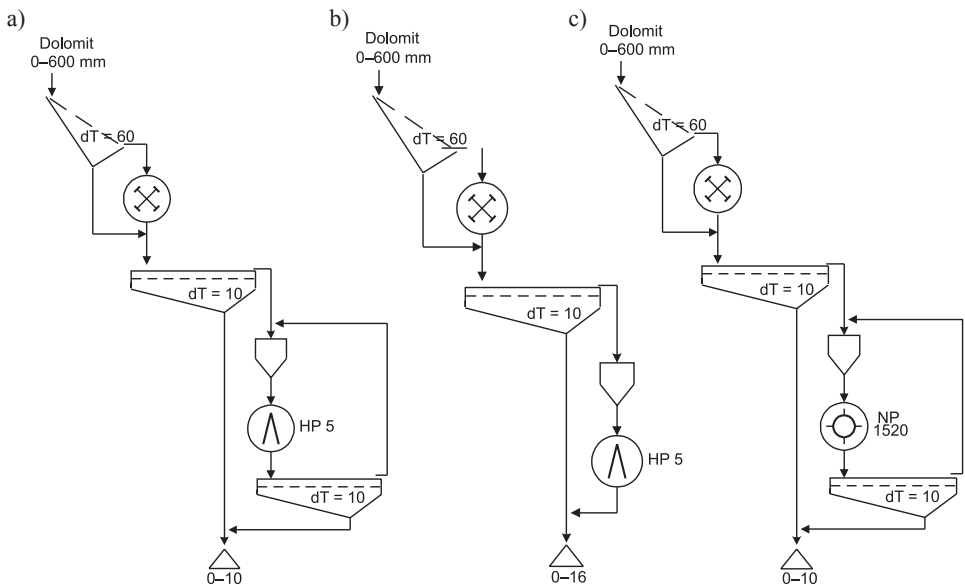 a)
Dolomit
0–600 mm
dT = 60
dT = 10
HP 5
dT = 10
0–10
b)
Dolomit
0–600 mm
dT = 60
dT = 10
HP 5
0–16
c)
Dolomit
0–600 mm
dT = 60
dT = 10
NP
1520
dT = 10
0–10